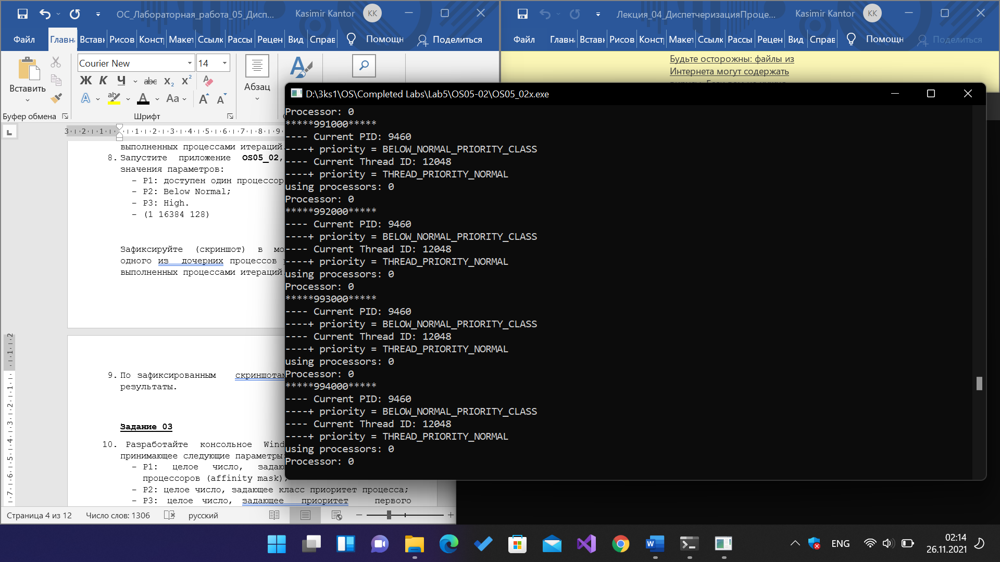 ОС_Лабораторная_работа_05_Дисп...
Kasimir Kantor
KK
Файл
Главн
Встав
Рисов
Конст
Макет
Ссылк
Рассы
Рецен
Вид
Справ
Помощн
Поделиться
Вставить
Буфер обмена
Courier New
14
Ж К Ч abc X₂ X²
Aa
Шрифт
Абзац
Лекция_04_ДиспетчеризацияПроце...
Kasimir Kantor
KK
Файл
Главн
Встав
Рисов
Конст
Макет
Ссылк
Рассы
Рецен
Вид
Справ
Помощн
Поделиться
Будьте осторожны: файлы из
Интернета могут содержать
3 2 1 1 2 3 4 5 6 7 8 9
выполненных процессами итераций
8. Запустите приложение OS05_02,
значения параметров:
- P1: доступен один процессор
- P2: Below Normal;
- P3: High.
- (1 16384 128)
Зафиксируйте (скриншот) в мо
одного из дочерних процессов
выполненных процессами итераций
9. По зафиксированным скриншотам
результаты.
Задание 03
10. Разработайте консольное Wind
принимающее следующие параметры
- P1: целое число, задаю
процессоров (affinity mask),
- P2: целое число, задающее класс приоритет процесса;
- P3: целое число, задающее приоритет первого
Страница 4 из 12
Число слов: 1306
русский
D:\3ks1\OS\Completed Labs\Lab5\OS05-02\OS05_02x.exe
Processor: 0
*****991000*****
---- Current PID: 9460
----+ priority = BELOW_NORMAL_PRIORITY_CLASS
---- Current Thread ID: 12048
----+ priority = THREAD_PRIORITY_NORMAL
using processors: 0
Processor: 0
*****992000*****
---- Current PID: 9460
----+ priority = BELOW_NORMAL_PRIORITY_CLASS
---- Current Thread ID: 12048
----+ priority = THREAD_PRIORITY_NORMAL
using processors: 0
Processor: 0
*****993000*****
---- Current PID: 9460
----+ priority = BELOW_NORMAL_PRIORITY_CLASS
---- Current Thread ID: 12048
----+ priority = THREAD_PRIORITY_NORMAL
using processors: 0
Processor: 0
*****994000*****
---- Current PID: 9460
----+ priority = BELOW_NORMAL_PRIORITY_CLASS
---- Current Thread ID: 12048
----+ priority = THREAD_PRIORITY_NORMAL
using processors: 0
Processor: 0
ENG
02:14
26.11.2021